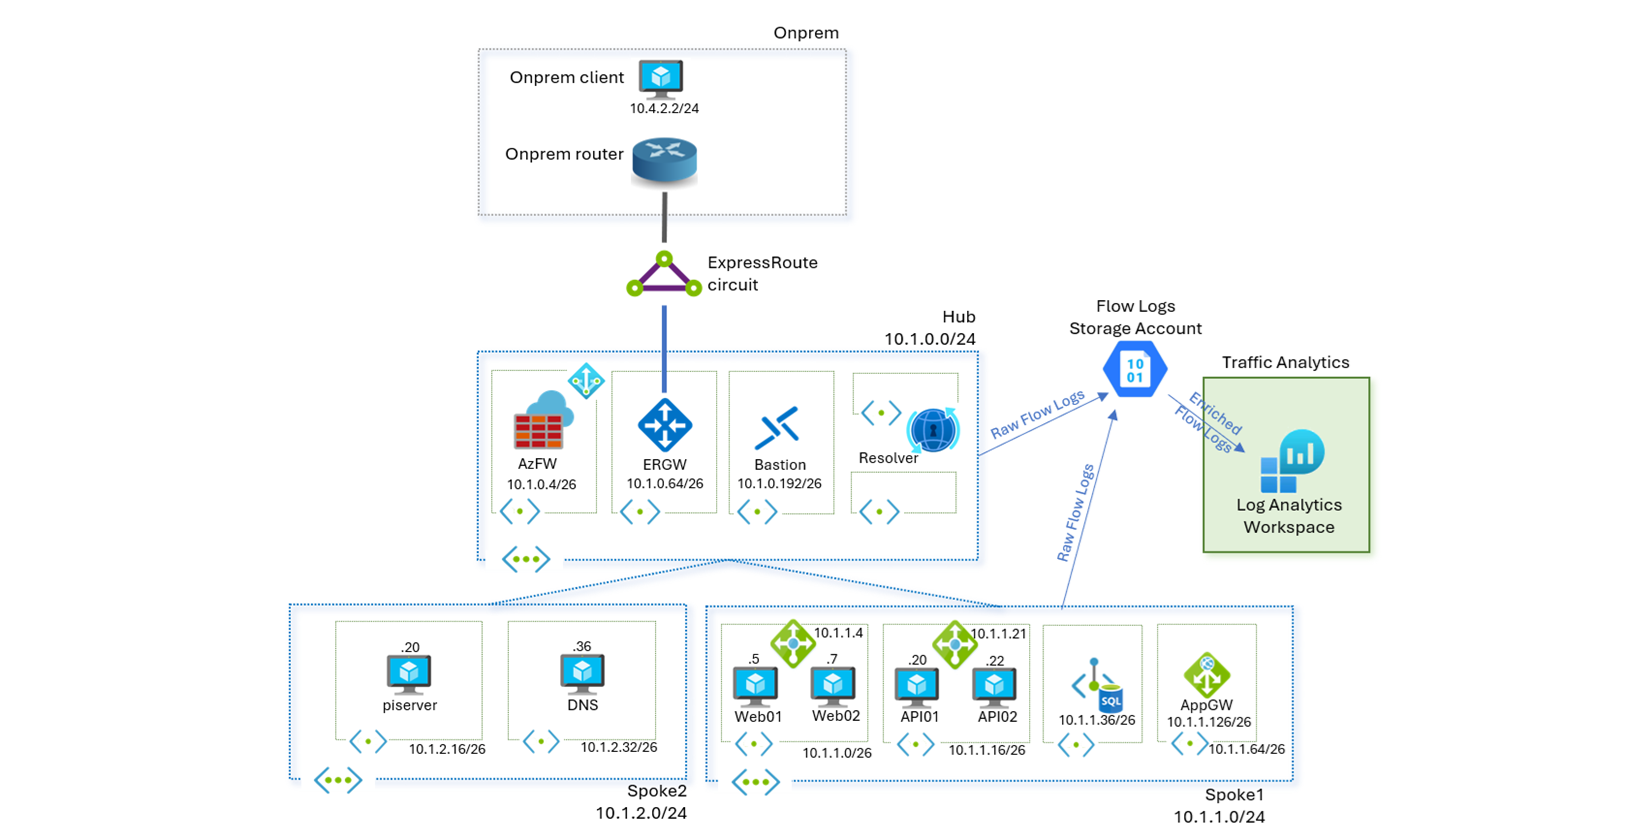 Onprem
Onprem client
10.4.2.2/24
Onprem router
ExpressRoute
circuit
Hub
10.1.0.0/24
AzFW
10.1.0.4/26
ERGW
10.1.0.64/26
Bastion
10.1.0.192/26
Resolver
Flow Logs
Storage Account
10
01
Raw Flow Logs
Raw Flow Logs
Enriched
Flow Logs
Traffic Analytics
Log Analytics
Workspace
.20
piserver
10.1.2.16/26
.36
DNS
10.1.2.32/26
Spoke2
10.1.2.0/24
10.1.1.4
.5
.7
Web01
Web02
10.1.1.0/26
10.1.1.21
.20
.22
API01
API02
10.1.1.16/26
SQL
10.1.1.36/26
AppGW
10.1.1.126/26
10.1.1.64/26
Spoke1
10.1.1.0/24